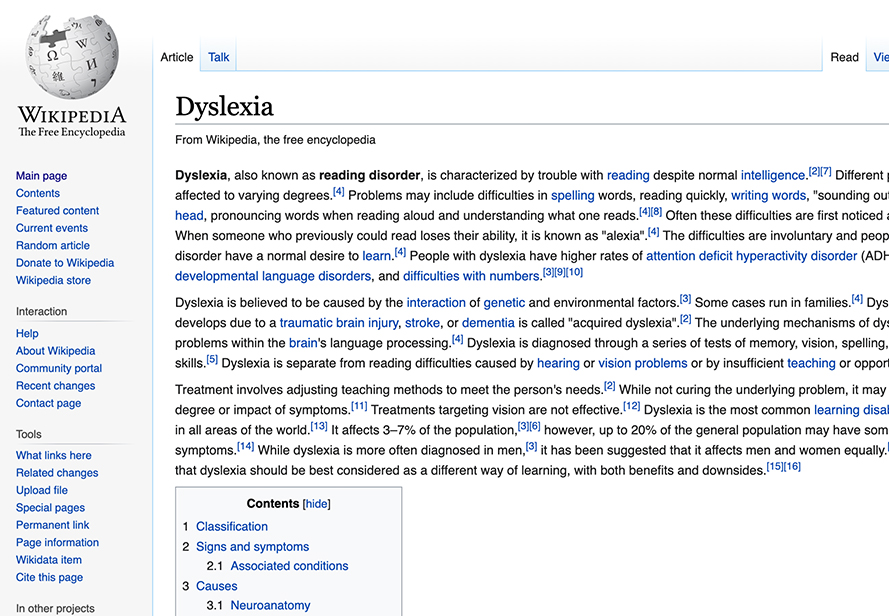 WIKIPEDIA
The Free Encyclopedia
Main page
Contents
Featured content
Current events
Random article
Donate to Wikipedia
Wikipedia store
Interaction
Help
About Wikipedia
Community portal
Recent changes
Contact page
Tools
What links here
Related changes
Upload file
Special pages
Permanent link
Page information
Wikidata item
Cite this page
In other projects
Article Talk
Read
Dyslexia
From Wikipedia, the free encyclopedia
Dyslexia, also known as reading disorder, is characterized by trouble with reading despite normal intelligence.[2][7] Different
affected to varying degrees.[4] Problems may include difficulties in spelling words, reading quickly, writing words, "sounding
head, pronouncing words when reading aloud and understanding what one reads.[4][8] Often these difficulties are first noticed
When someone who previously could read loses their ability, it is known as "alexia".[4] The difficulties are involuntary and
disorder have a normal desire to learn.[4] People with dyslexia have higher rates of attention deficit hyperactivity disorder
developmental language disorders, and difficulties with numbers.[3][9][10]
Dyslexia is believed to be caused by the interaction of genetic and environmental factors.[3] Some cases run in families.[4]
develops due to a traumatic brain injury, stroke, or dementia is called "acquired dyslexia".[2] The underlying mechanisms of
problems within the brain's language processing.[4] Dyslexia is diagnosed through a series of tests of memory, vision, spelling,
skills.[5] Dyslexia is separate from reading difficulties caused by hearing or vision problems or by insufficient teaching or
Treatment involves adjusting teaching methods to meet the person's needs.[2] While not curing the underlying problem, it may
degree or impact of symptoms.[11] Treatments targeting vision are not effective.[12] Dyslexia is the most common learning
in all areas of the world.[13] It affects 3–7% of the population,[3][6] however, up to 20% of the general population may have
symptoms.[14] While dyslexia is more often diagnosed in men,[3] it has been suggested that it affects men and women equally.
that dyslexia should be best considered as a different way of learning, with both benefits and downsides.[15][16]
Contents [hide]
1 Classification
2 Signs and symptoms
2.1 Associated conditions
3 Causes
3.1 Neuroanatomy